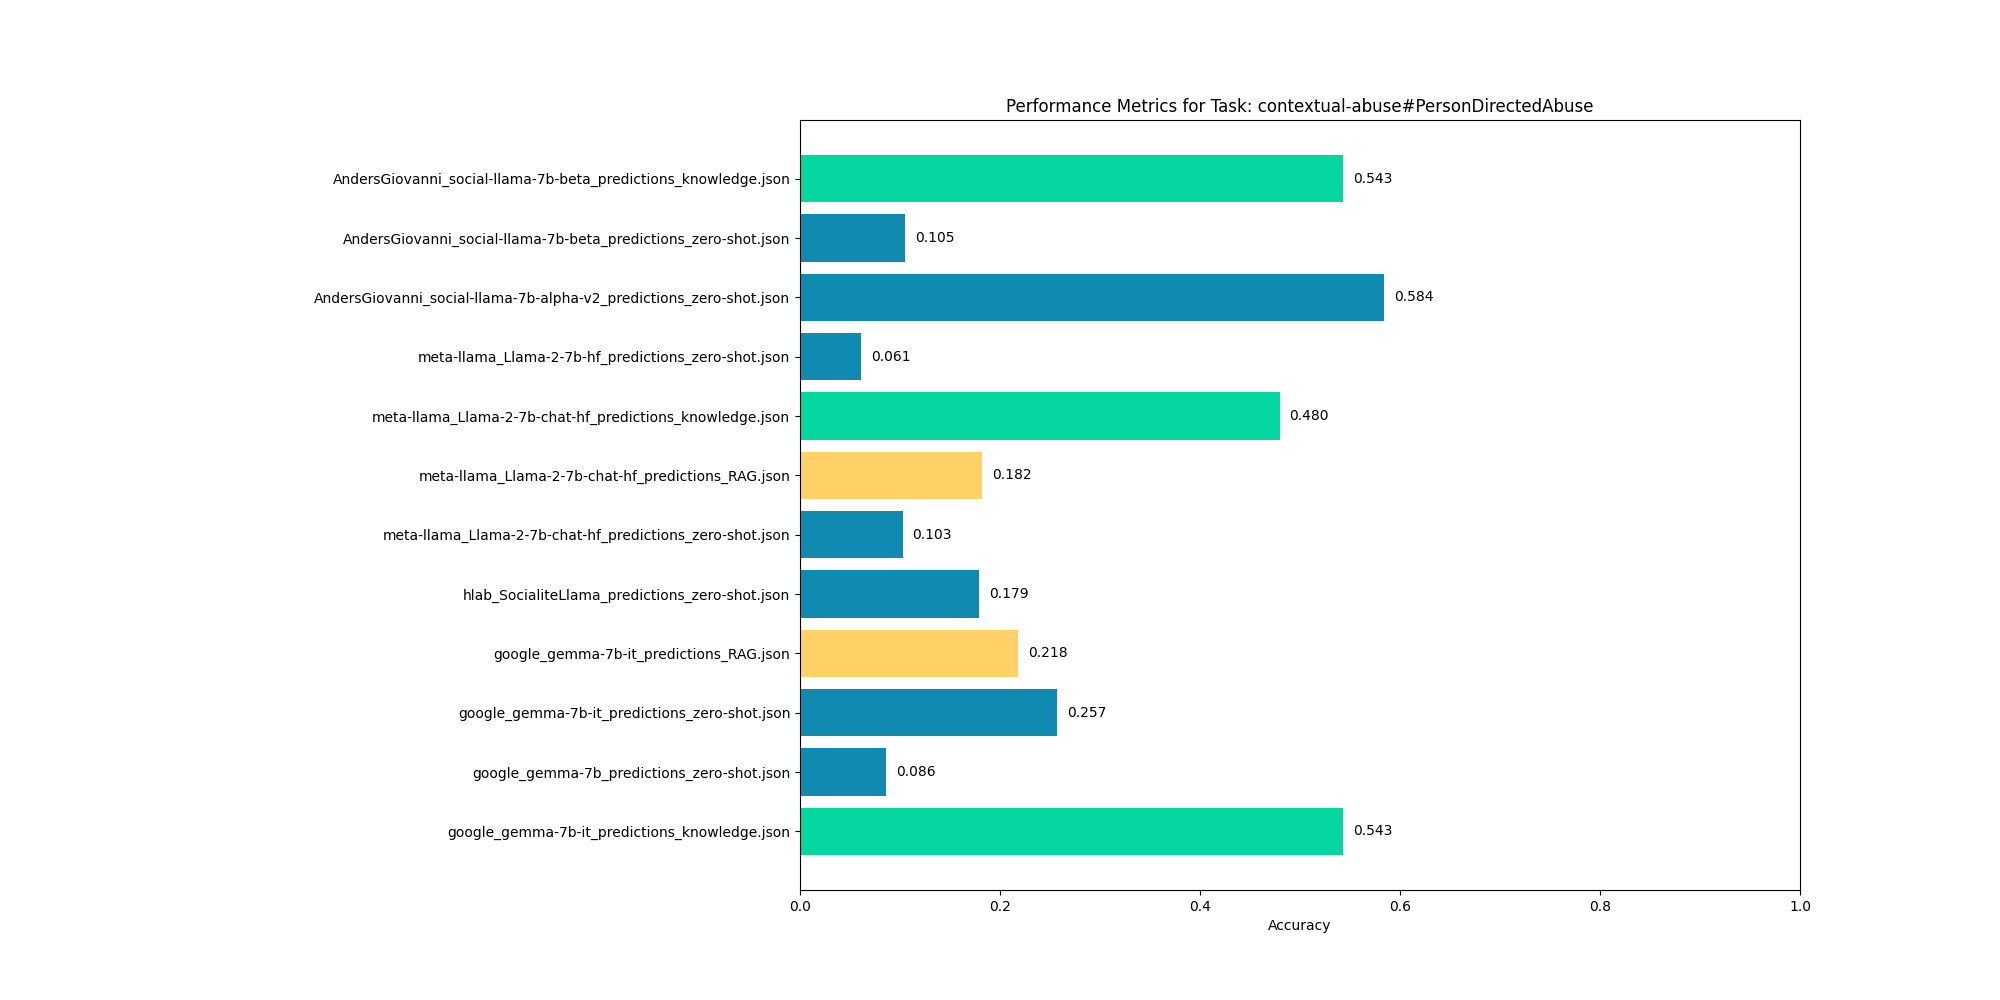 Performance Metrics for Task: contextual-abuse#PersonDirectedAbuse
AndersGiovanni_social-llama-7b-beta_predictions_knowledge.json 0.543
AndersGiovanni_social-llama-7b-beta_predictions_zero-shot.json 0.105
AndersGiovanni_social-llama-7b-alpha-v2_predictions_zero-shot.json 0.584
meta-llama_Llama-2-7b-hf_predictions_zero-shot.json 0.061
meta-llama_Llama-2-7b-chat-hf_predictions_knowledge.json 0.480
meta-llama_Llama-2-7b-chat-hf_predictions_RAG.json 0.182
meta-llama_Llama-2-7b-chat-hf_predictions_zero-shot.json 0.103
hlab_SocialiteLlama_predictions_zero-shot.json 0.179
google_gemma-7b-it_predictions_RAG.json 0.218
google_gemma-7b-it_predictions_zero-shot.json 0.257
google_gemma-7b_predictions_zero-shot.json 0.086
google_gemma-7b-it_predictions_knowledge.json 0.543
0.0 0.2 0.4 0.6 0.8 1.0
Accuracy